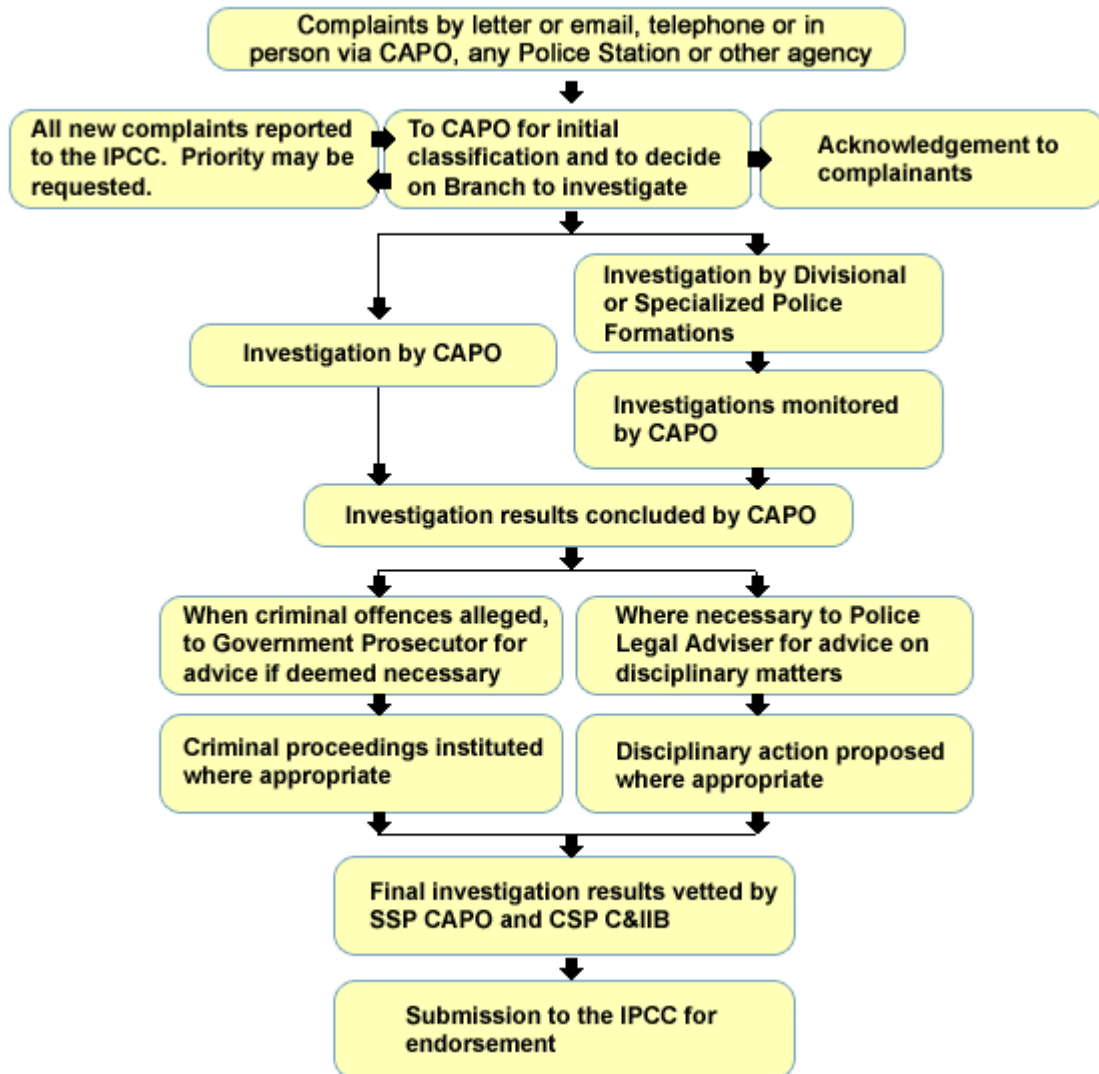 Complaints by letter or email, telephone or in
person via CAPO, any Police Station or other agency
All new complaints reported
to the IPCC.  Priority may be
requested.
To CAPO for initial
classification and to decide
on Branch to investigate
Acknowledgement to
complainants
Investigation by CAPO
Investigation by Divisional
or Specialized Police
Formations
Investigations monitored
by CAPO
Investigation results concluded by CAPO
When criminal offences alleged,
to Government Prosecutor for
advice if deemed necessary
Where necessary to Police
Legal Adviser for advice on
disciplinary matters
Criminal proceedings instituted
where appropriate
Disciplinary action proposed
where appropriate
Final investigation results vetted by
SSP CAPO and CSP C&IIB
Submission to the IPCC for
endorsement